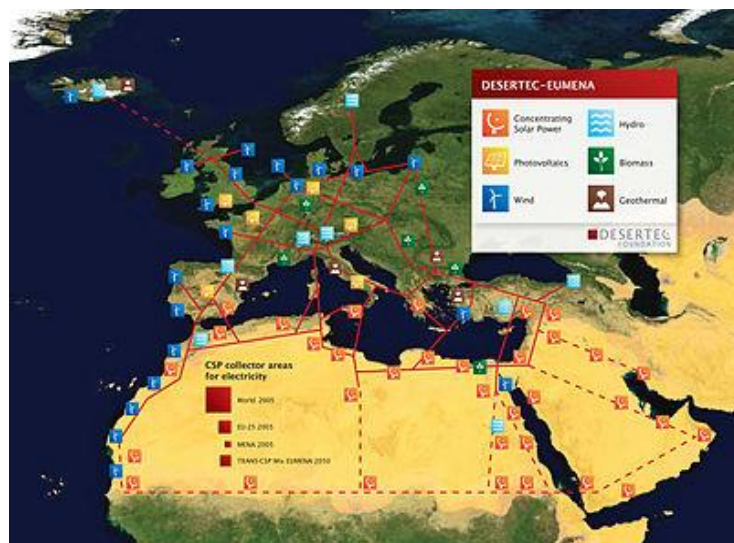 DESERTEC-EUMENA
Concentrating
Solar Power
Hydro
Photovoltaics
Biomass
Wind
Geothermal
DESERTEC
FOUNDATION
CSP collector areas
for electricity
World 2005
EU-25 2005
MENA 2005
TRANS-CSP Mix EUMENA 2050